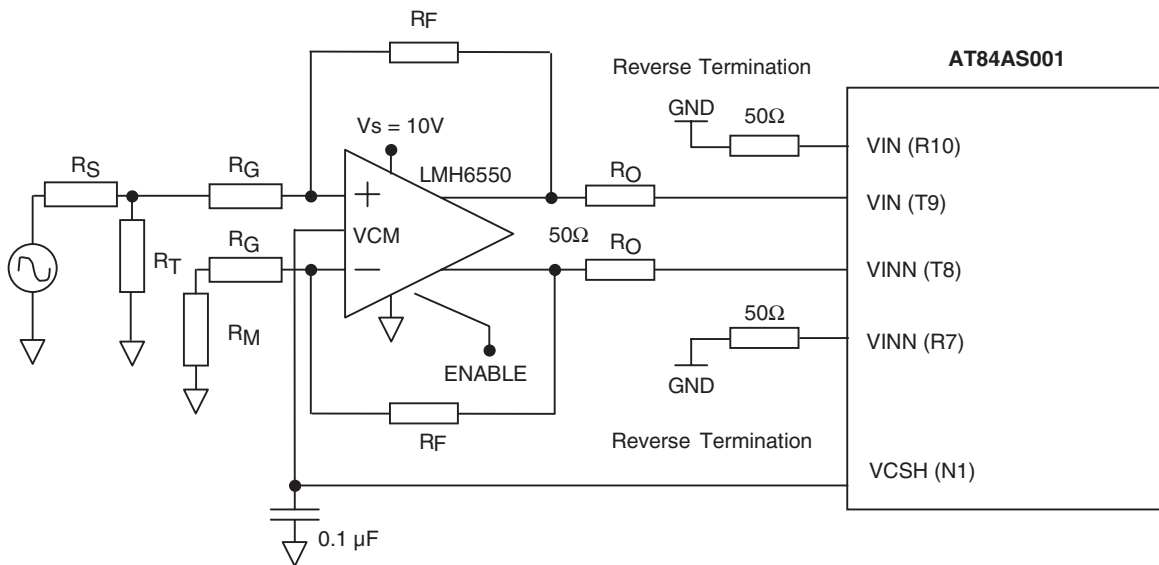 RF
Reverse Termination
AT84AS001
GND
50Ω
Vs = 10V
VIN (R10)
RS
RG
LMH6550
RO
VIN (T9)
+
VCM
50Ω
RT
RG
RO
VINN (T8)
−
RM
50Ω
VINN (R7)
ENABLE
GND
RF
Reverse Termination
VCSH (N1)
0.1 µF